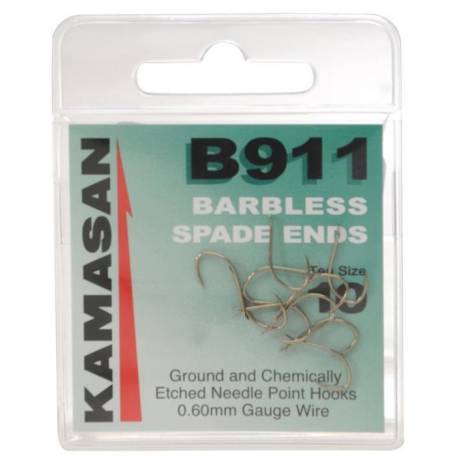 KAMASAN
B911
BARBLESS
SPADE ENDS
Size
10
Ground and Chemically
Etched Needle Point Hooks
0.60mm Gauge Wire